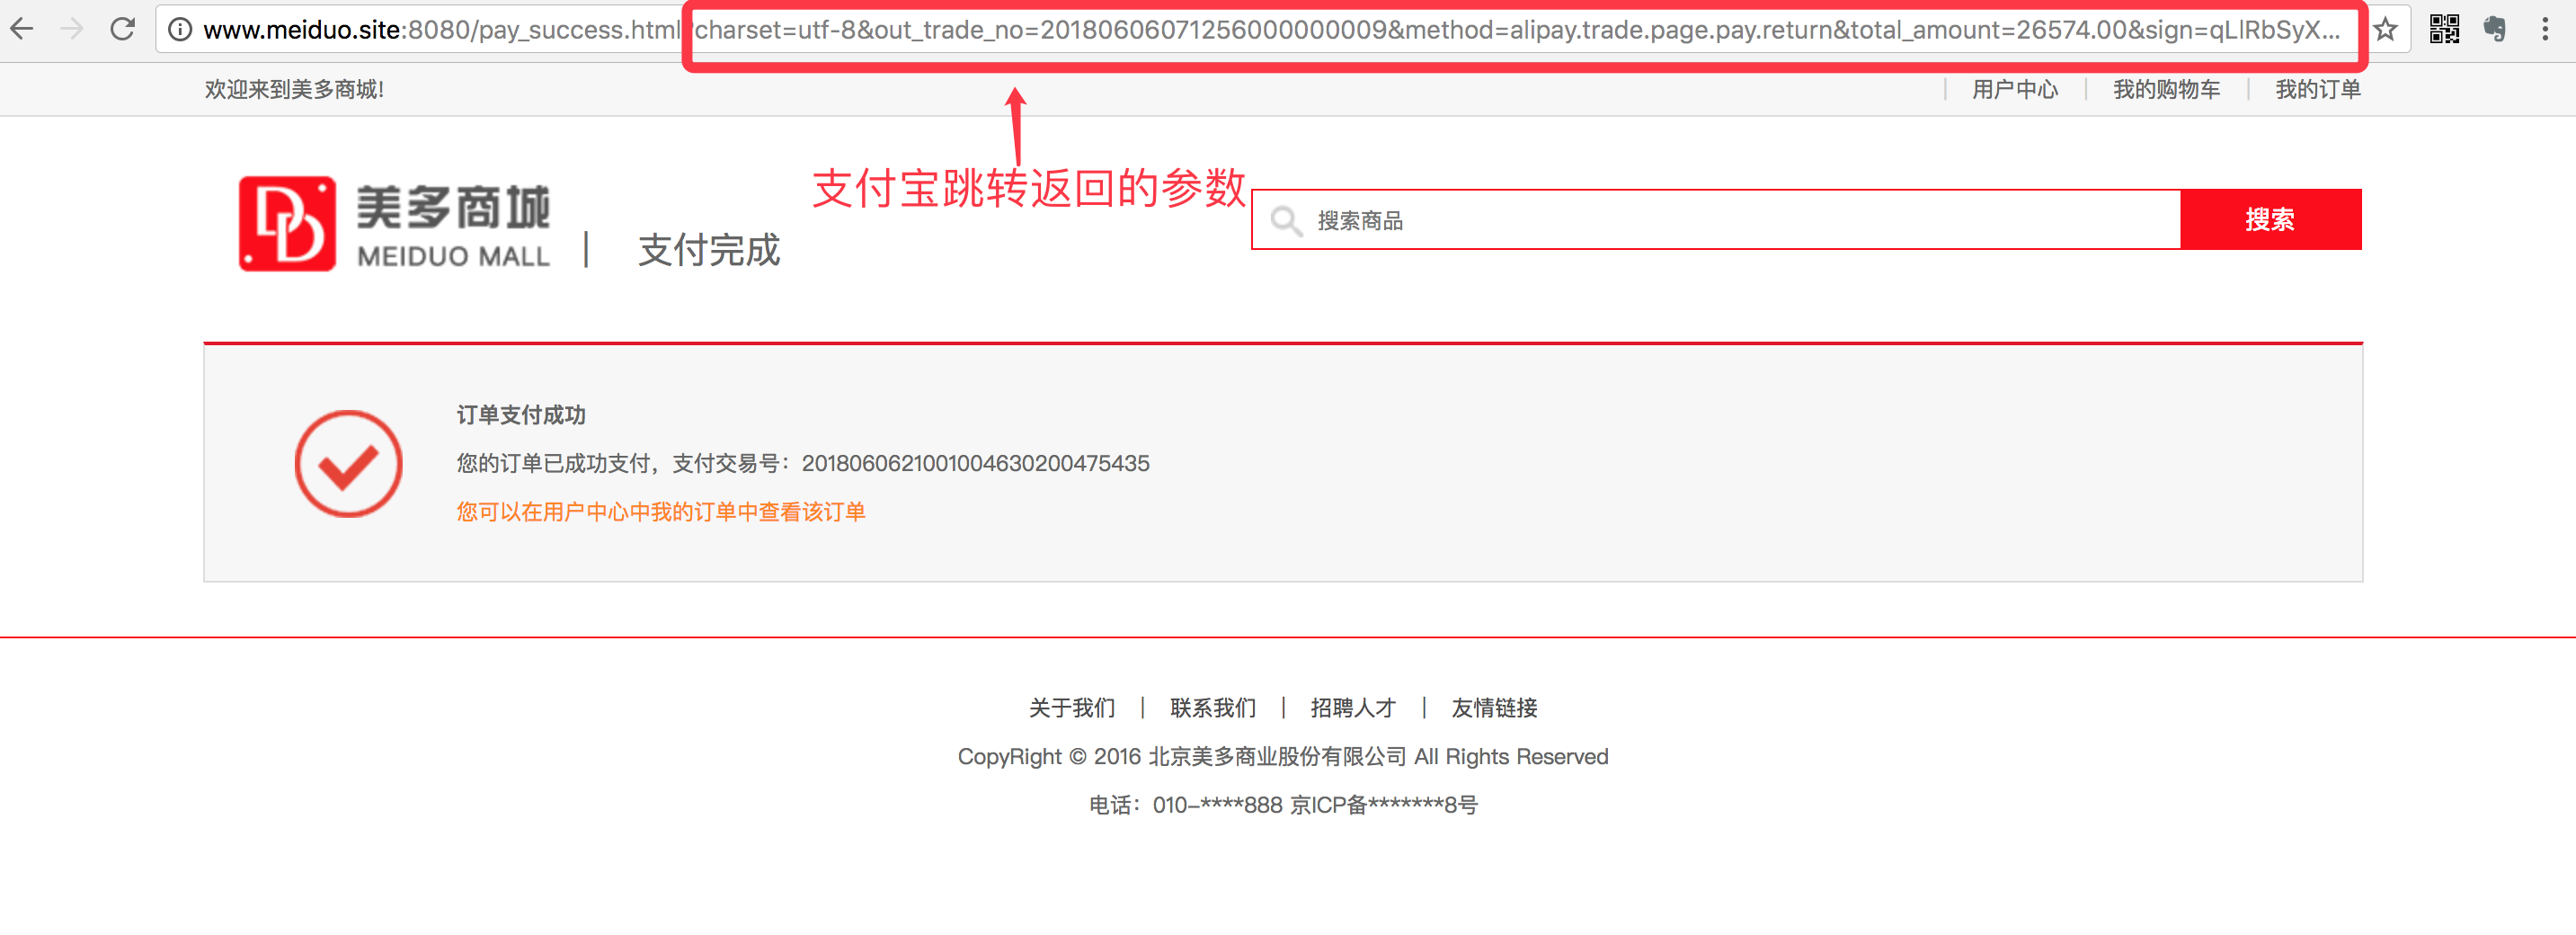 www.meiduo.site:8080/pay_success.html?charset=utf-8&out_trade_no=20180606071256000000009&method=alipay.trade.page.pay.return&total_amount=26574.00&sign=qLlRbSyX...
欢迎来到美多商城!
用户中心 | 我的购物车 | 我的订单
支付宝跳转返回的参数
美多商城
MEIDUO MALL
| 支付完成
搜索商品
搜索
订单支付成功
您的订单已成功支付，支付交易号：2018060621001004630200475435
您可以在用户中心中我的订单中查看该订单
关于我们 | 联系我们 | 招聘人才 | 友情链接
CopyRight © 2016 北京美多商业股份有限公司 All Rights Reserved
电话：010-****888 京ICP备*******8号